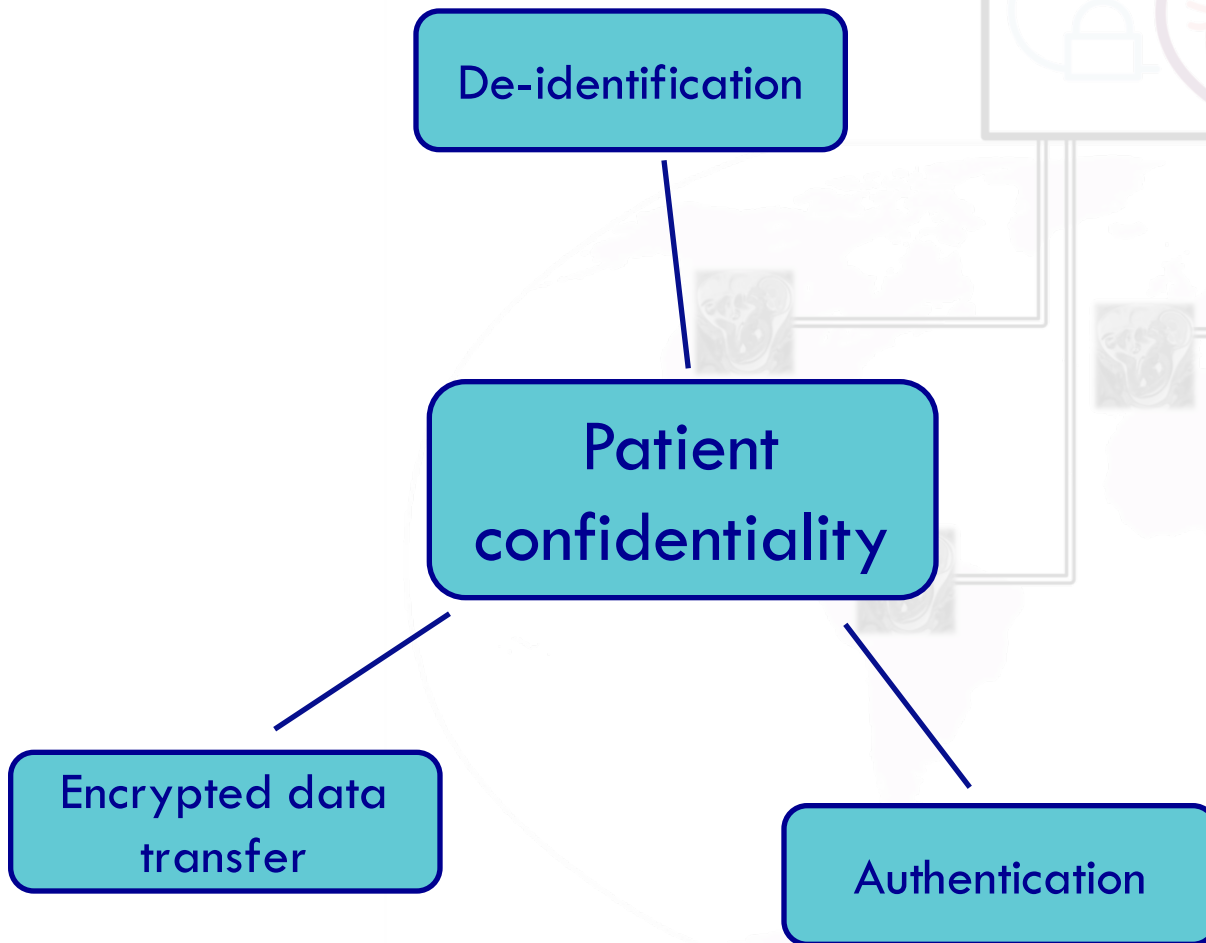 De-identification
Patient
confidentiality
Encrypted data
transfer
Authentication